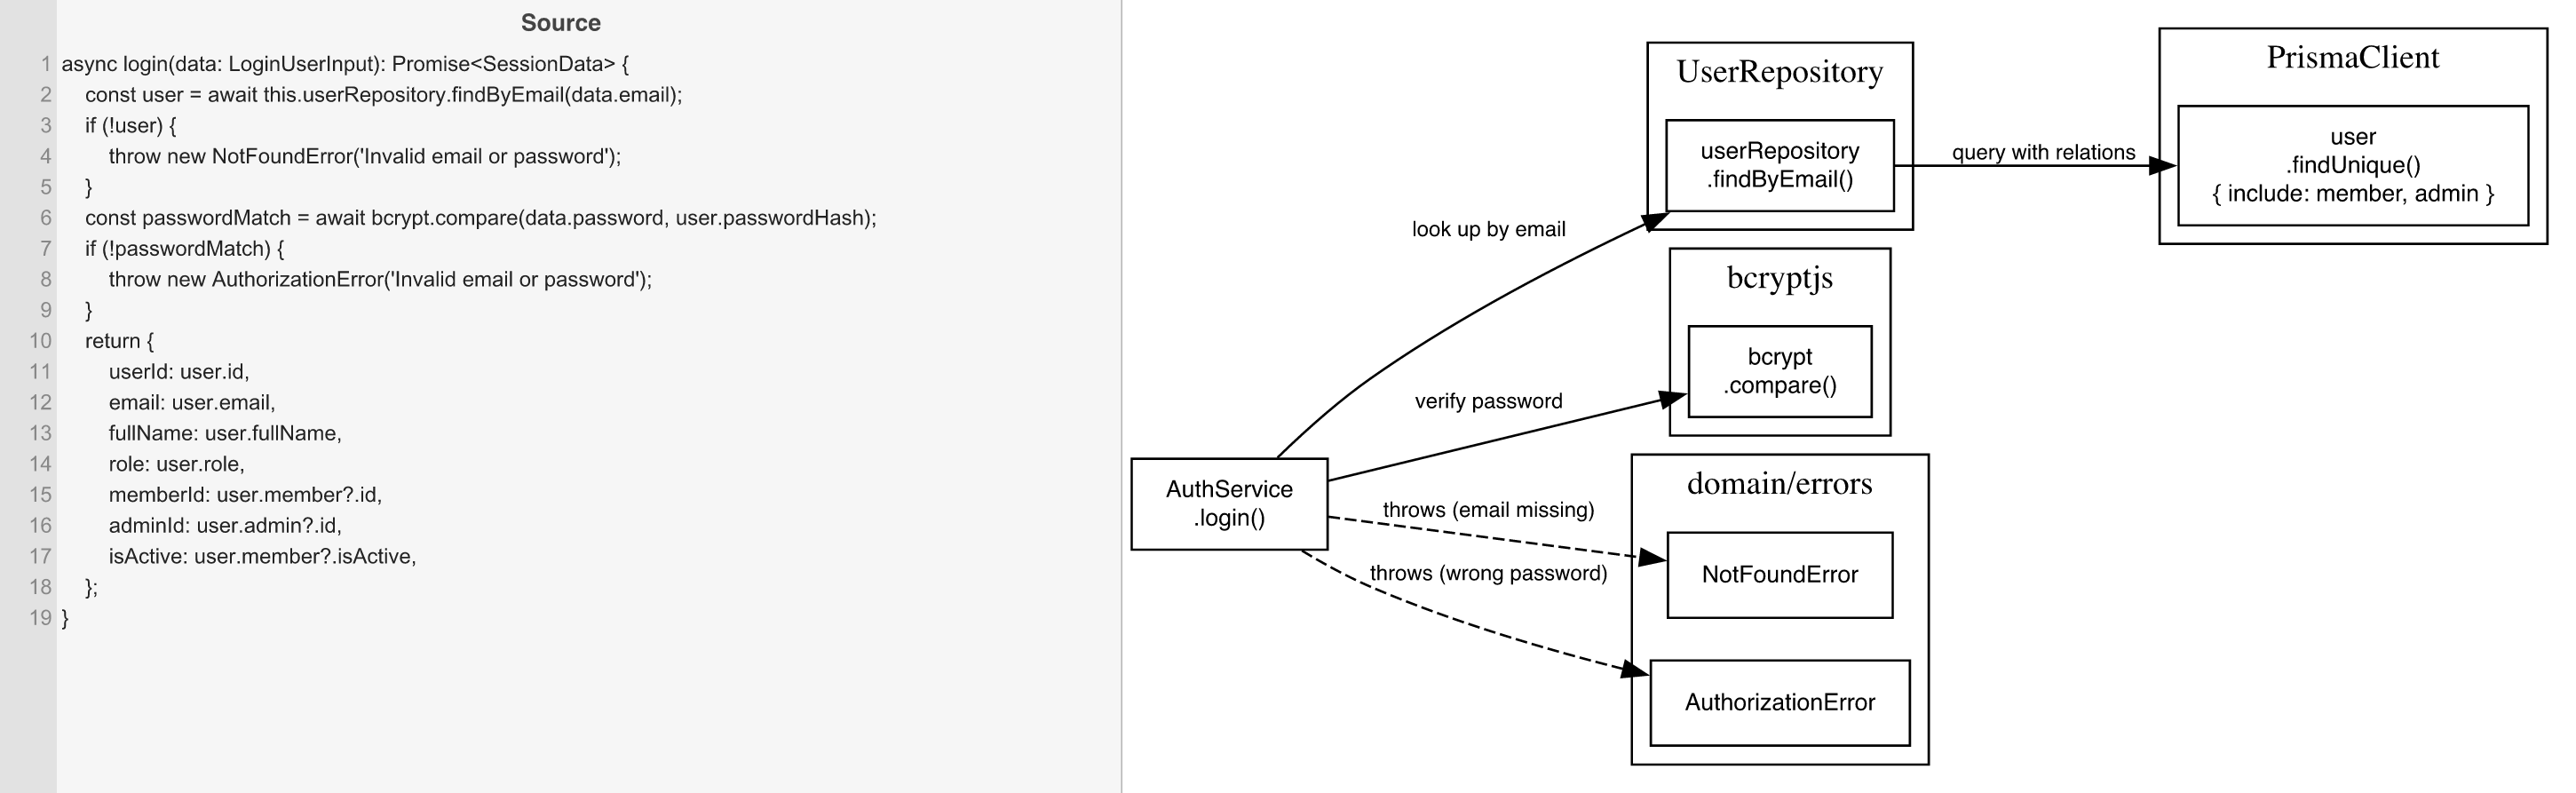 Source
1 async login(data: LoginUserInput): Promise<SessionData> {
2 const user = await this.userRepository.findByEmail(data.email);
3 if (!user) {
4 throw new NotFoundError('Invalid email or password');
5 }
6 const passwordMatch = await bcrypt.compare(data.password, user.passwordHash);
7 if (!passwordMatch) {
8 throw new AuthorizationError('Invalid email or password');
9 }
10 return {
11 userId: user.id,
12 email: user.email,
13 fullName: user.fullName,
14 role: user.role,
15 memberId: user.member?.id,
16 adminId: user.admin?.id,
17 isActive: user.member?.isActive,
18 };
19 }
AuthService
.login()
look up by email
verify password
throws (email missing)
throws (wrong password)
UserRepository
userRepository
.findByEmail()
query with relations
PrismaClient
user
.findUnique()
{ include: member, admin }
bcryptjs
bcrypt
.compare()
domain/errors
NotFoundError
AuthorizationError